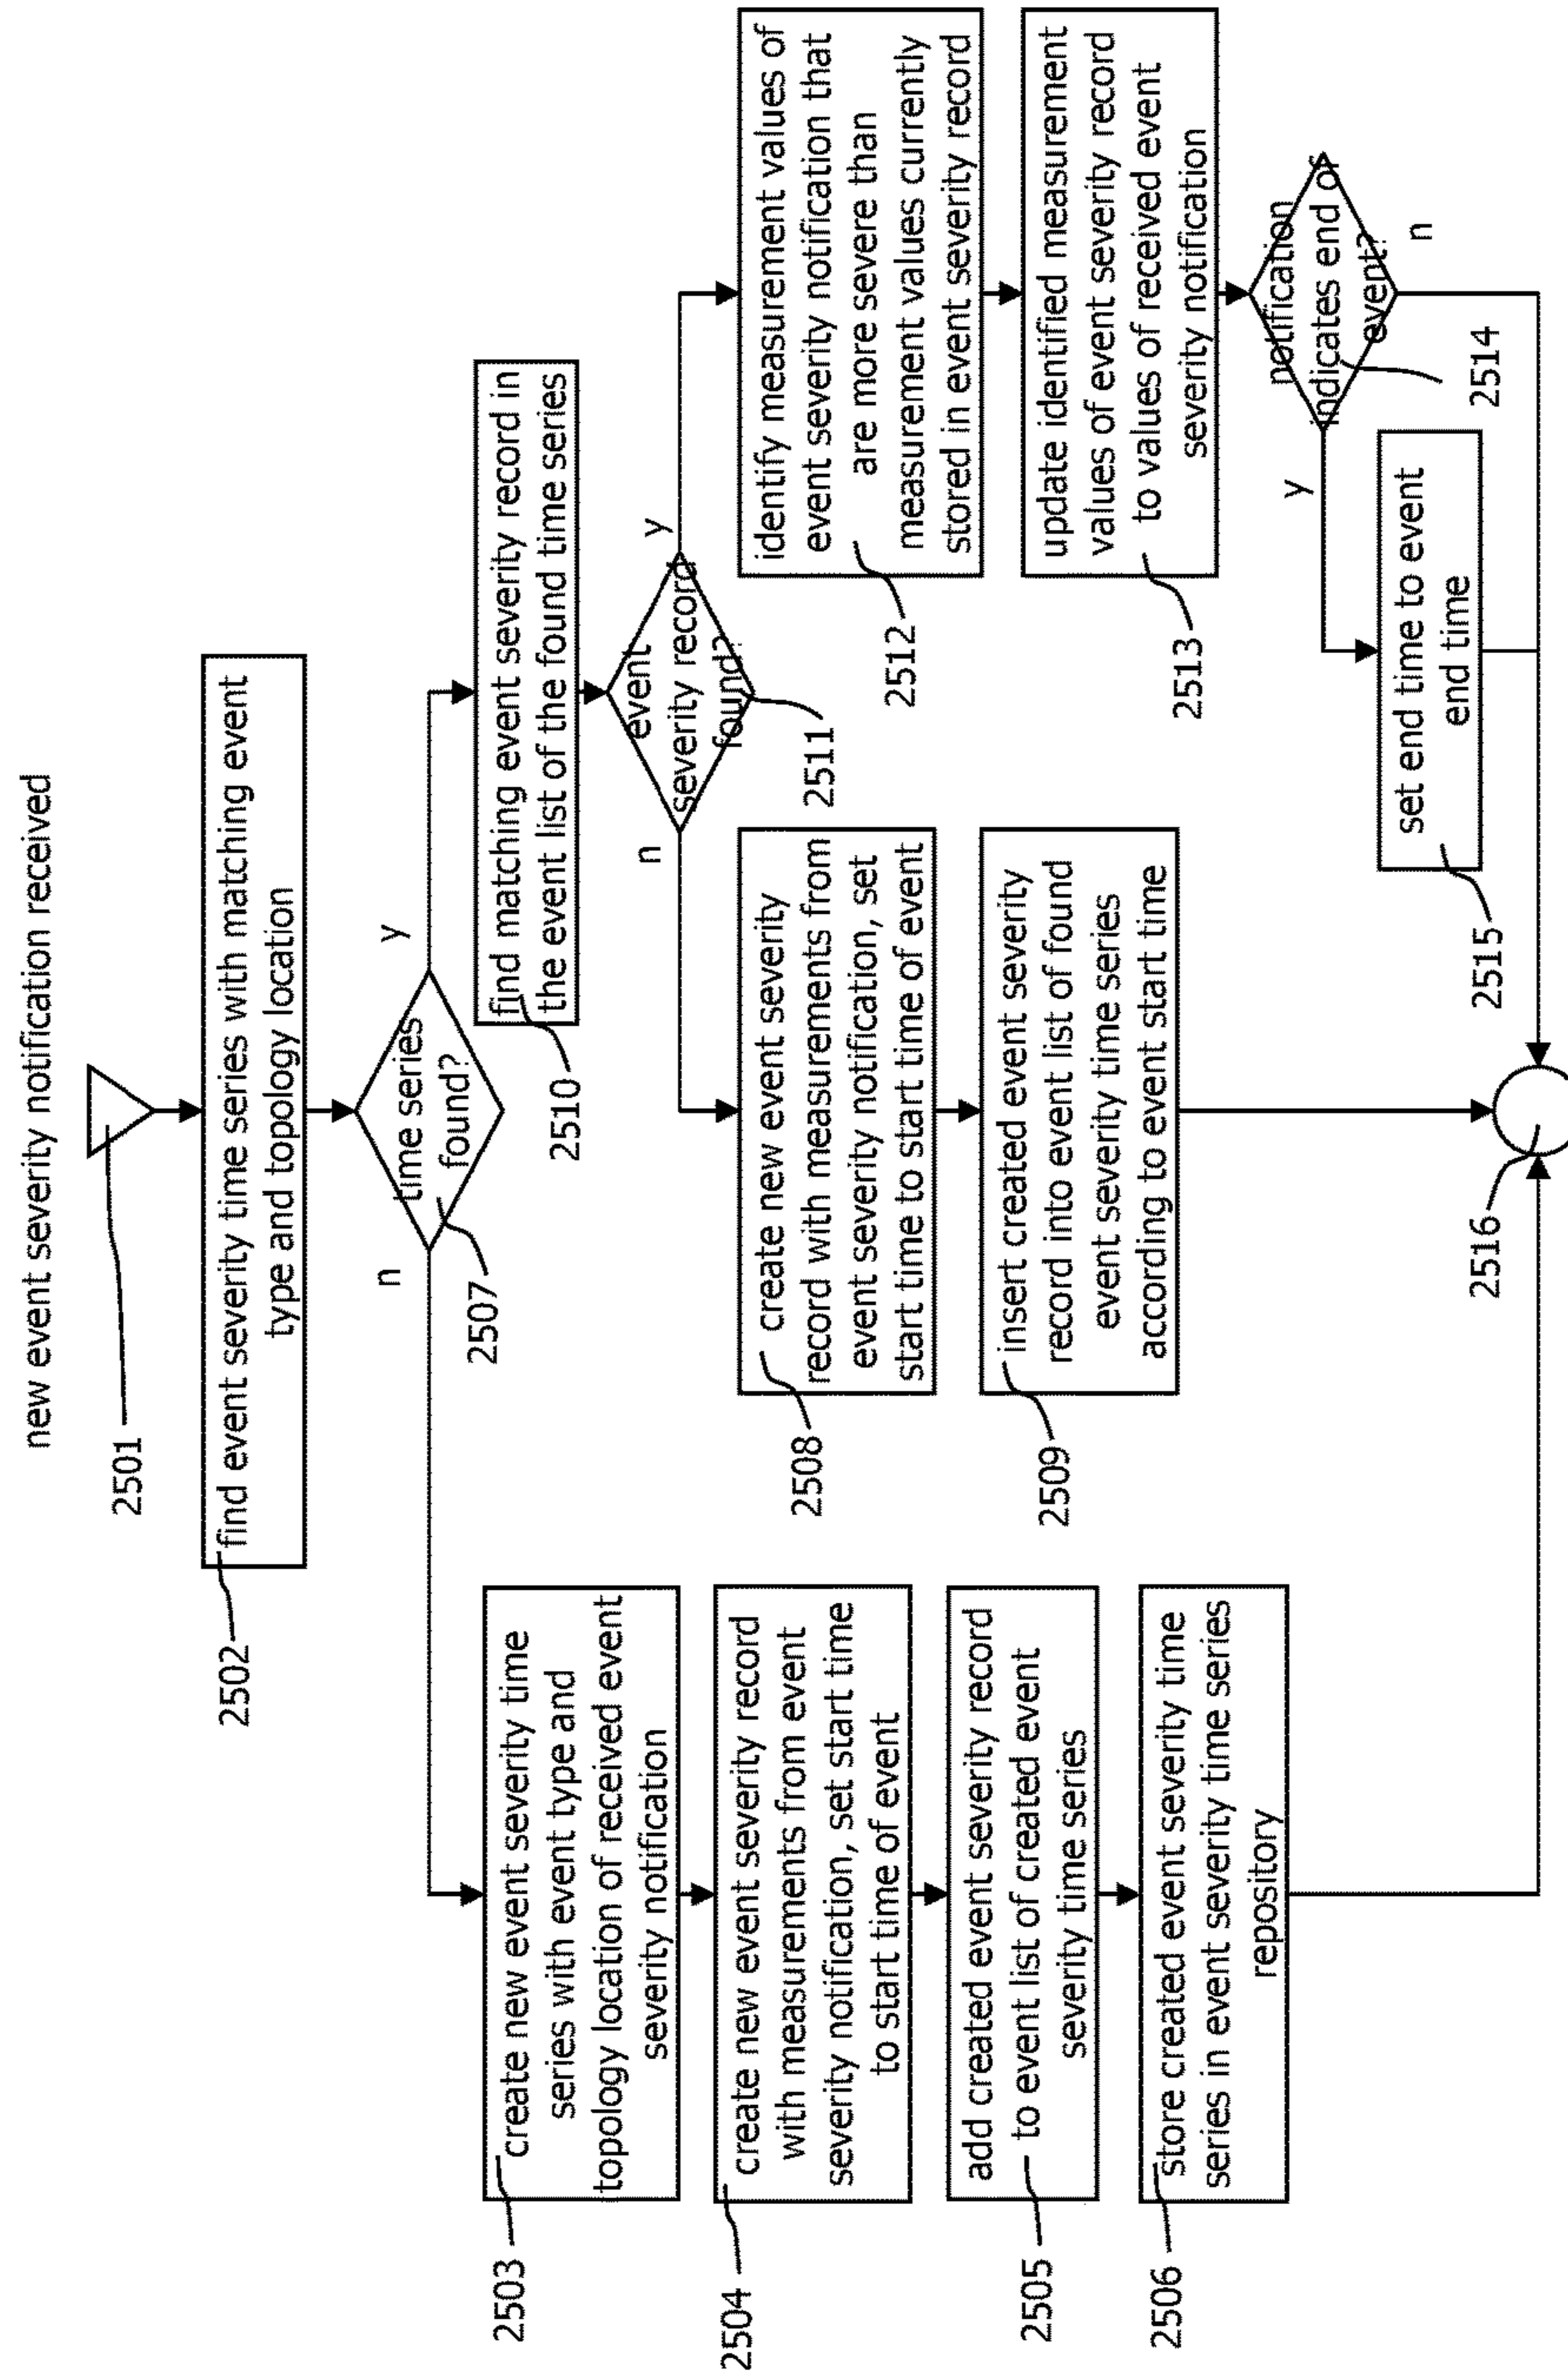 new event severity notification received
2501
find event severity time series with matching event
type and topology location
2502
time series
found?
2507
n
y
create new event severity time
series with event type and
topology location of received event
severity notification
2503
create new event severity record
with measurements from event
severity notification, set start time
to start time of event
2504
add created event severity record
to event list of created event
severity time series
2505
store created event severity time
series in event severity time series
repository
2506
find matching event severity record in
the event list of the found time series
2510
event
severity record
found?
2511
n
y
create new event severity
record with measurements from
event severity notification, set
start time to start time of event
2508
insert created event severity
record into event list of found
event severity time series
according to event start time
2509
identify measurement values of
event severity notification that
are more severe than
measurement values currently
stored in event severity record
2512
update identified measurement
values of event severity record
to values of received event
severity notification
2513
notification
indicates end of
event?
2514
y
n
set end time to event
end time
2515
2516